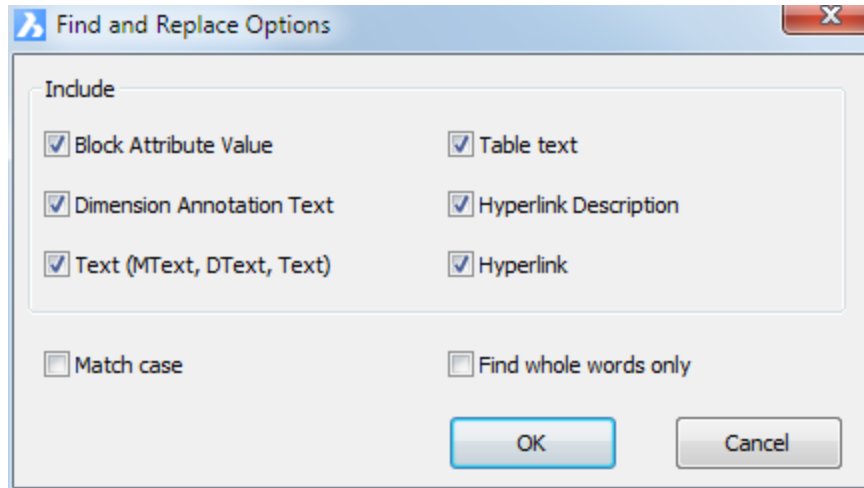 Find and Replace Options
Include
Block Attribute Value
Table text
Dimension Annotation Text
Hyperlink Description
Text (MText, DText, Text)
Hyperlink
Match case
Find whole words only
OK
Cancel